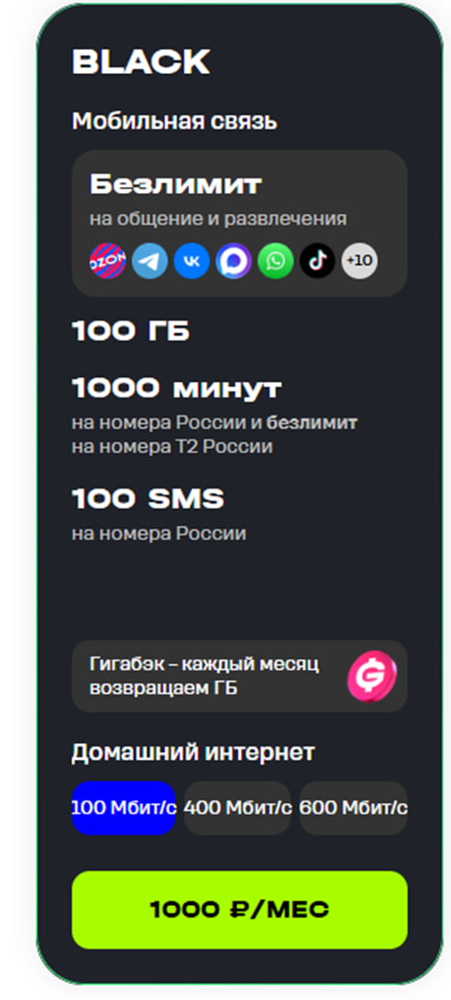 BLACK
Мобильная связь
Безлимит
на общение и развлечения
OZON VK +10
100 ГБ
1000 минут
на номера России и безлимит
на номера T2 России
100 SMS
на номера России
Гигабэк – каждый месяц
возвращаем ГБ
G
Домашний интернет
100 Мбит/с 400 Мбит/с 600 Мбит/с
1000 ₽/МЕС